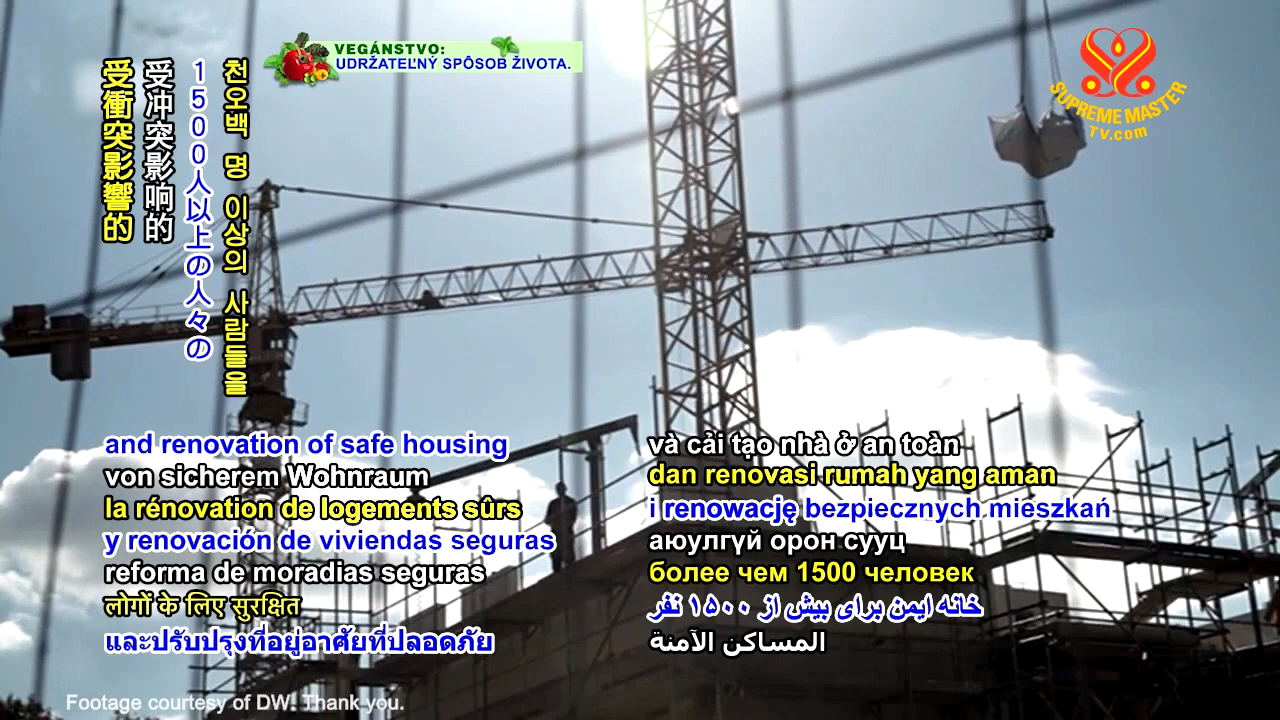 VEGÁNSTVO:
UDRŽATEĽNÝ SPÔSOB ŽIVOTA.
SUPREME MASTER
TV.com
受衝突影響的
受冲突影响的
1500人以上の人々の
천오백 명 이상의 사람들을
and renovation of safe housing
von sicherem Wohnraum
la rénovation de logements sûrs
y renovación de viviendas seguras
reforma de moradias seguras
लोगों के लिए सुरक्षित
และปรับปรุงที่อยู่อาศัยที่ปลอดภัย
và cải tạo nhà ở an toàn
dan renovasi rumah yang aman
i renowację bezpiecznych mieszkań
аюулгүй орон сууц
более чем 1500 человек
خانه ایمن برای بیش از ۱۵۰۰ نفر
المساكن الآمنة
Footage courtesy of DW! Thank you.